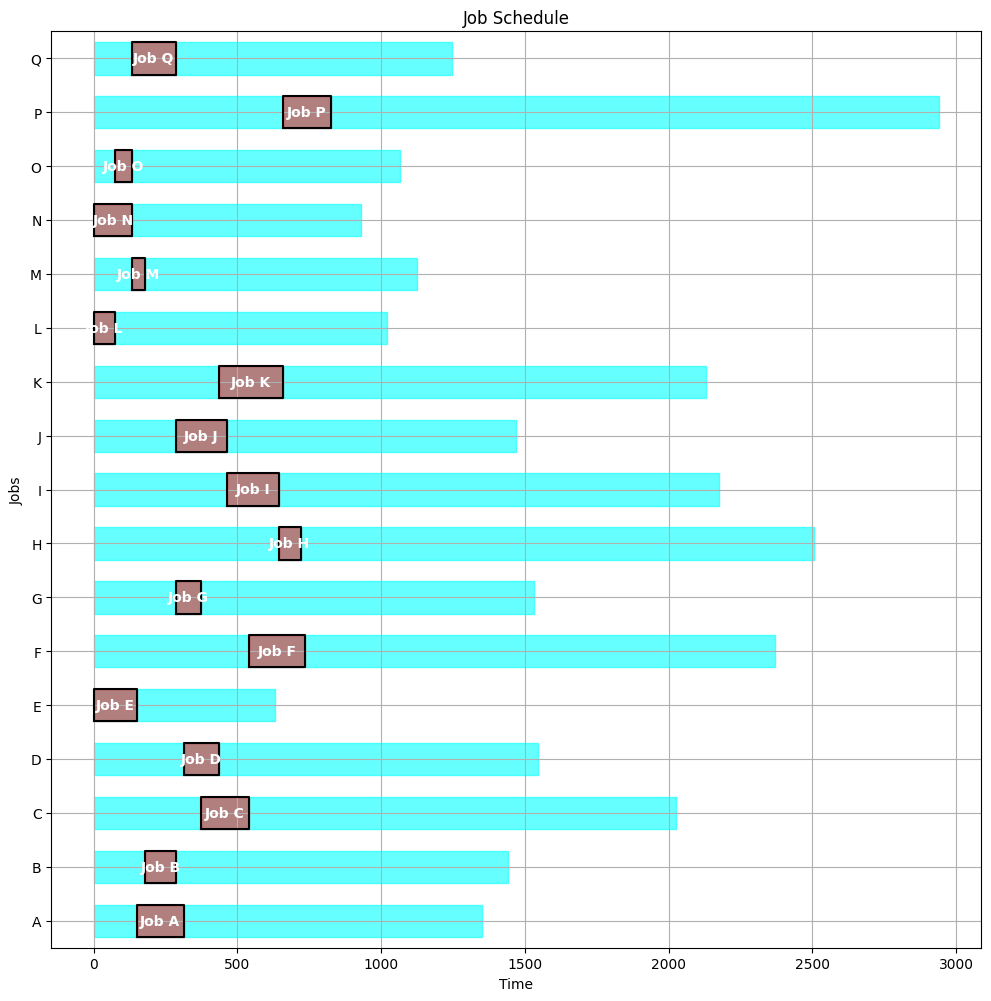 Job Schedule
Q
Job Q
P
Job P
O
Job O
N
Job N
M
Job M
L
Job L
K
Job K
J
Job J
I
Job I
H
Job H
G
Job G
F
Job F
E
Job E
D
Job D
C
Job C
B
Job B
A
Job A
Jobs
0 500 1000 1500 2000 2500 3000
Time